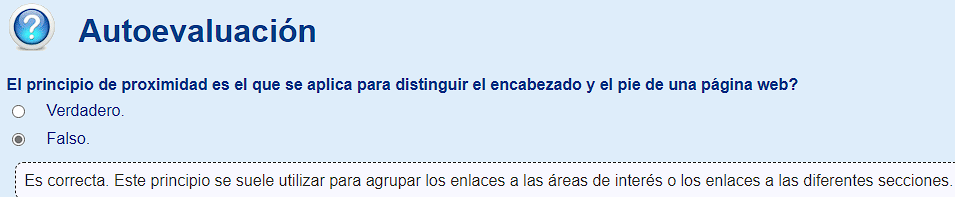 Autoevaluación
El principio de proximidad es el que se aplica para distinguir el encabezado y el pie de una página web?
Verdadero.
Falso.
Es correcta. Este principio se suele utilizar para agrupar los enlaces a las áreas de interés o los enlaces a las diferentes secciones.